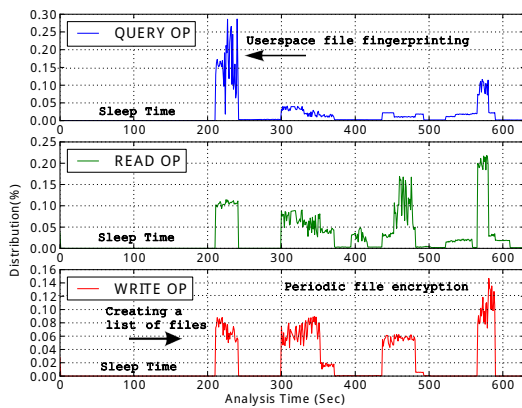 0.30
QUERY OP
Userspace file fingerprinting
0.25
0.20
0.15
0.10
0.05
Sleep Time
0.00
0 100 200 300 400 500 600
0.25
READ OP
0.20
0.15
0.10
0.05
Sleep Time
0.00
0 100 200 300 400 500 600
Distribution(%)
0.16
WRITE OP
Periodic file encryption
0.14
0.12
0.10
Creating a
list of files
0.08
0.06
0.04
0.02
Sleep Time
0.00
0 100 200 300 400 500 600
Analysis Time (Sec)